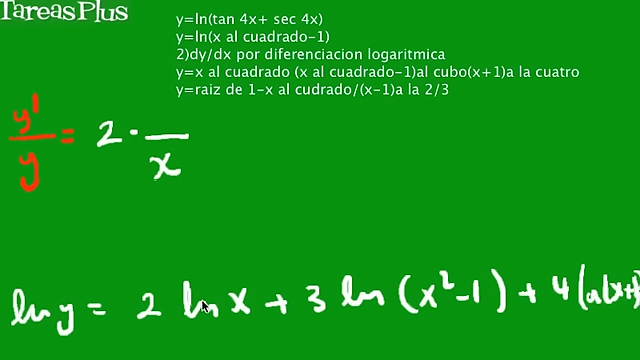 TareasPlus
y=ln(tan 4x+ sec 4x)
y=ln(x al cuadrado-1)
2)dy/dx por diferenciacion logaritmica
y=x al cuadrado (x al cuadrado-1)al cubo(x+1)a la cuatro
y=raiz de 1-x al cudrado/(x-1)a la 2/3
y'/y = 2 · —/x
ln y = 2 ln x + 3 ln (x²-1) + 4